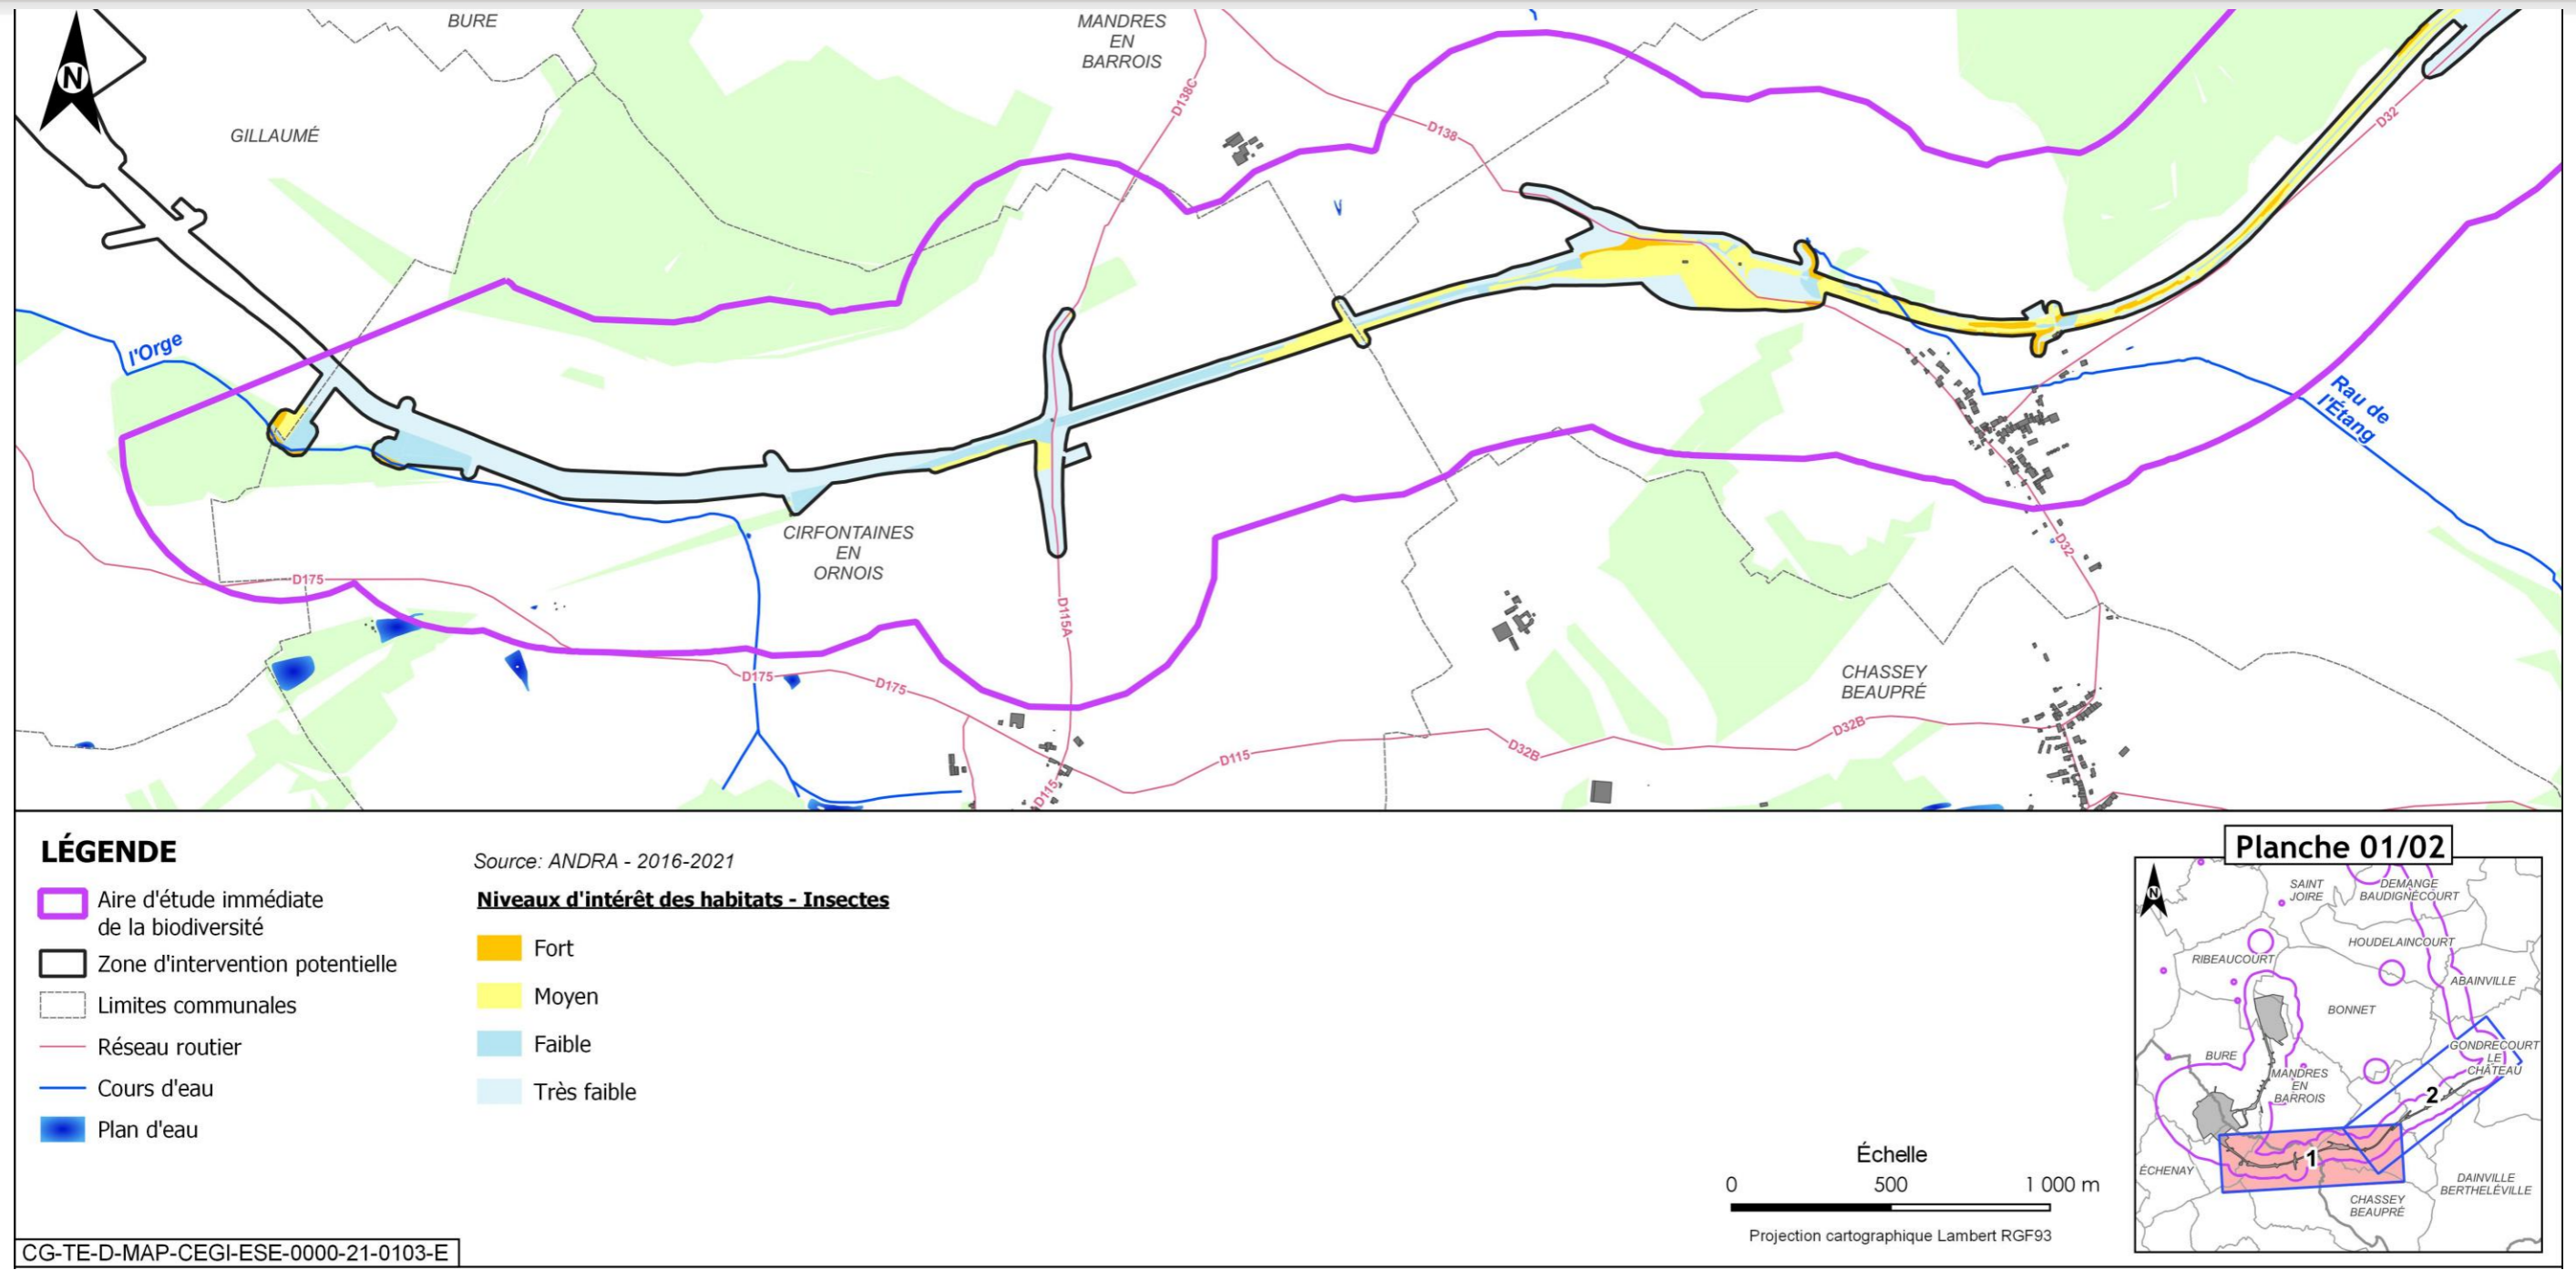 BURE
MANDRES
EN
BARROIS
N
D138C
D138
D32
GILLAUMÉ
l'Orge
Rau de
l'Étang
CIRFONTAINES
EN
ORNOIS
D175
D115A
D32
D175
D175
CHASSEY
BEAUPRÉ
D32B
D32B
D115
D115
LÉGENDE
Aire d'étude immédiate
de la biodiversité
Zone d'intervention potentielle
Limites communales
Réseau routier
Cours d'eau
Plan d'eau
Source: ANDRA - 2016-2021
Niveaux d'intérêt des habitats - Insectes
Fort
Moyen
Faible
Très faible
Échelle
0 500 1 000 m
Projection cartographique Lambert RGF93
Planche 01/02
N
SAINT
JOIRE
DEMANGE
BAUDIGNÉCOURT
HOUDELAINCOURT
RIBEAUCOURT
ABAINVILLE
BONNET
GONDRECOURT
LE
CHÂTEAU
BURE
MANDRES
EN
BARROIS
2
1
ÉCHENAY
DAINVILLE
BERTHELÉVILLE
CHASSEY
BEAUPRÉ
CG-TE-D-MAP-CEGI-ESE-0000-21-0103-E